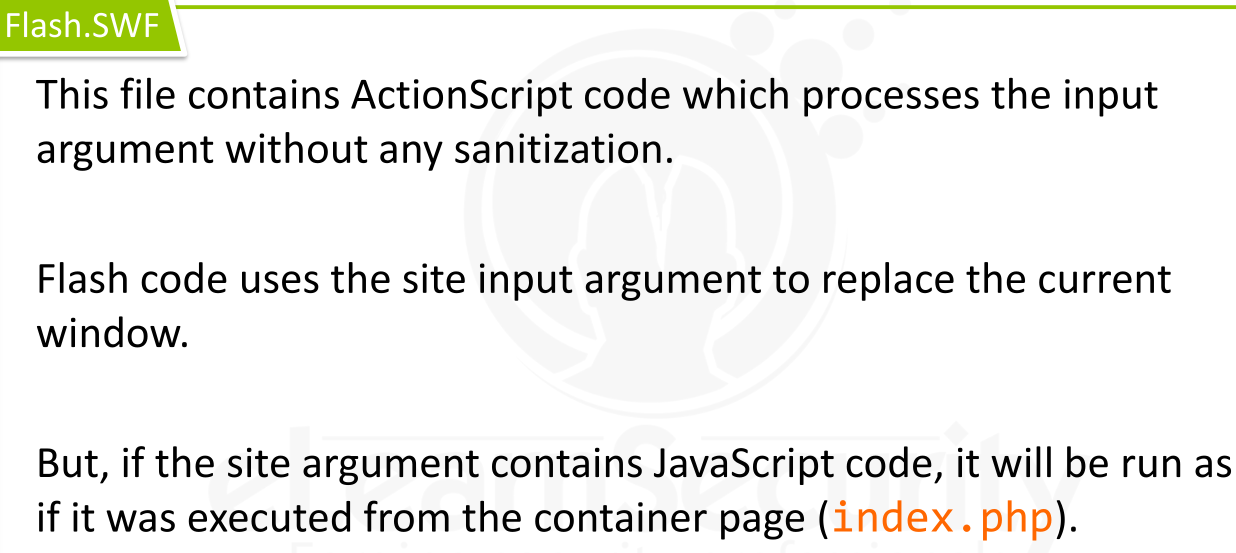 Flash.SWF
This file contains ActionScript code which processes the input
argument without any sanitization.
Flash code uses the site input argument to replace the current
window.
But, if the site argument contains JavaScript code, it will be run as
if it was executed from the container page (index.php).
eLearnSecurity